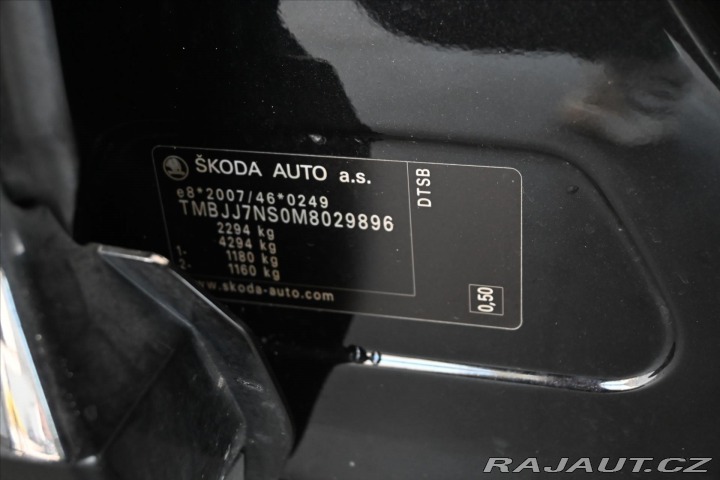 ŠKODA AUTO a.s.
e8*2007/46*0249
TMBJJ7NS0M8029896
2294 kg
4294 kg
1- 1180 kg
2- 1160 kg
www.skoda-auto.com
DTSB
0,50
RAJAUT.CZ